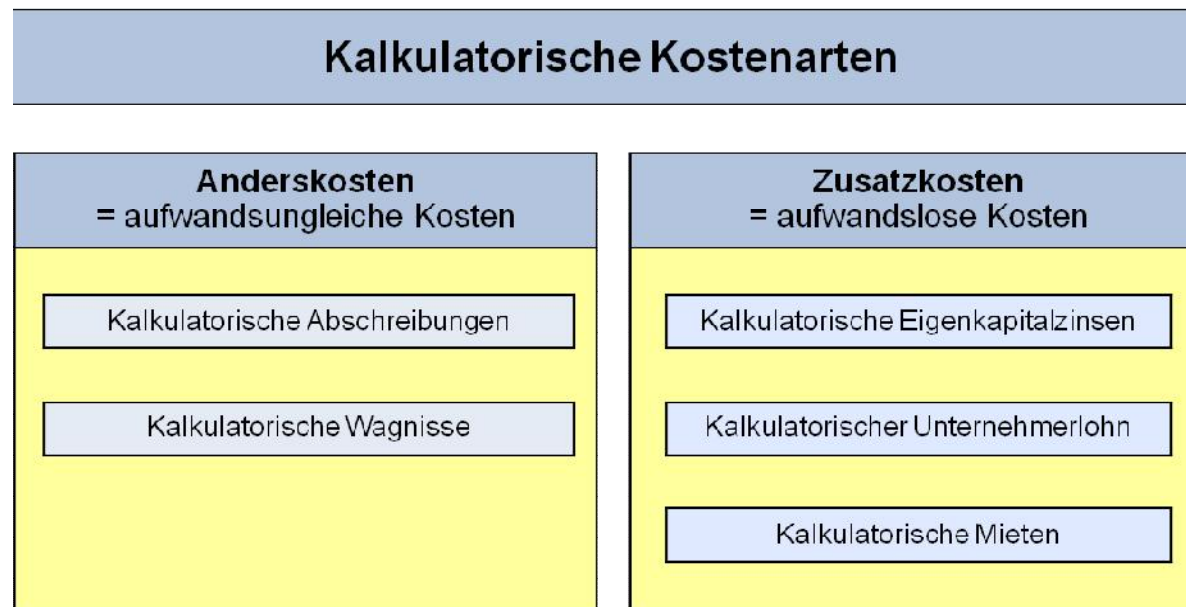 Kalkulatorische Kostenarten
Anderskosten
= aufwandsungleiche Kosten
Kalkulatorische Abschreibungen
Kalkulatorische Wagnisse
Zusatzkosten
= aufwandslose Kosten
Kalkulatorische Eigenkapitalzinsen
Kalkulatorischer Unternehmerlohn
Kalkulatorische Mieten